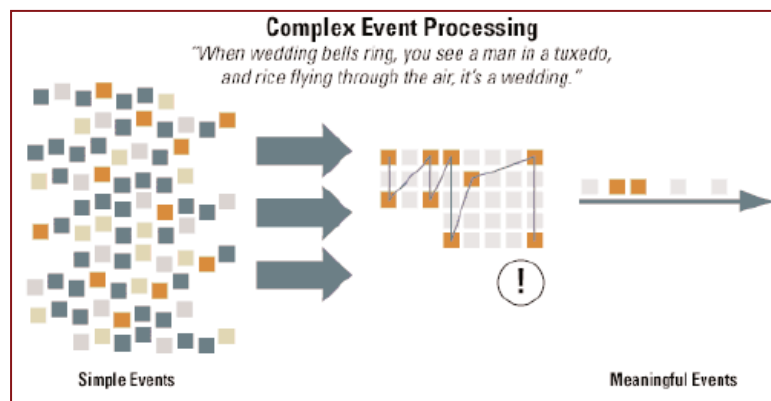 Complex Event Processing
"When wedding bells ring, you see a man in a tuxedo,
and rice flying through the air, it's a wedding."
!
Simple Events
Meaningful Events